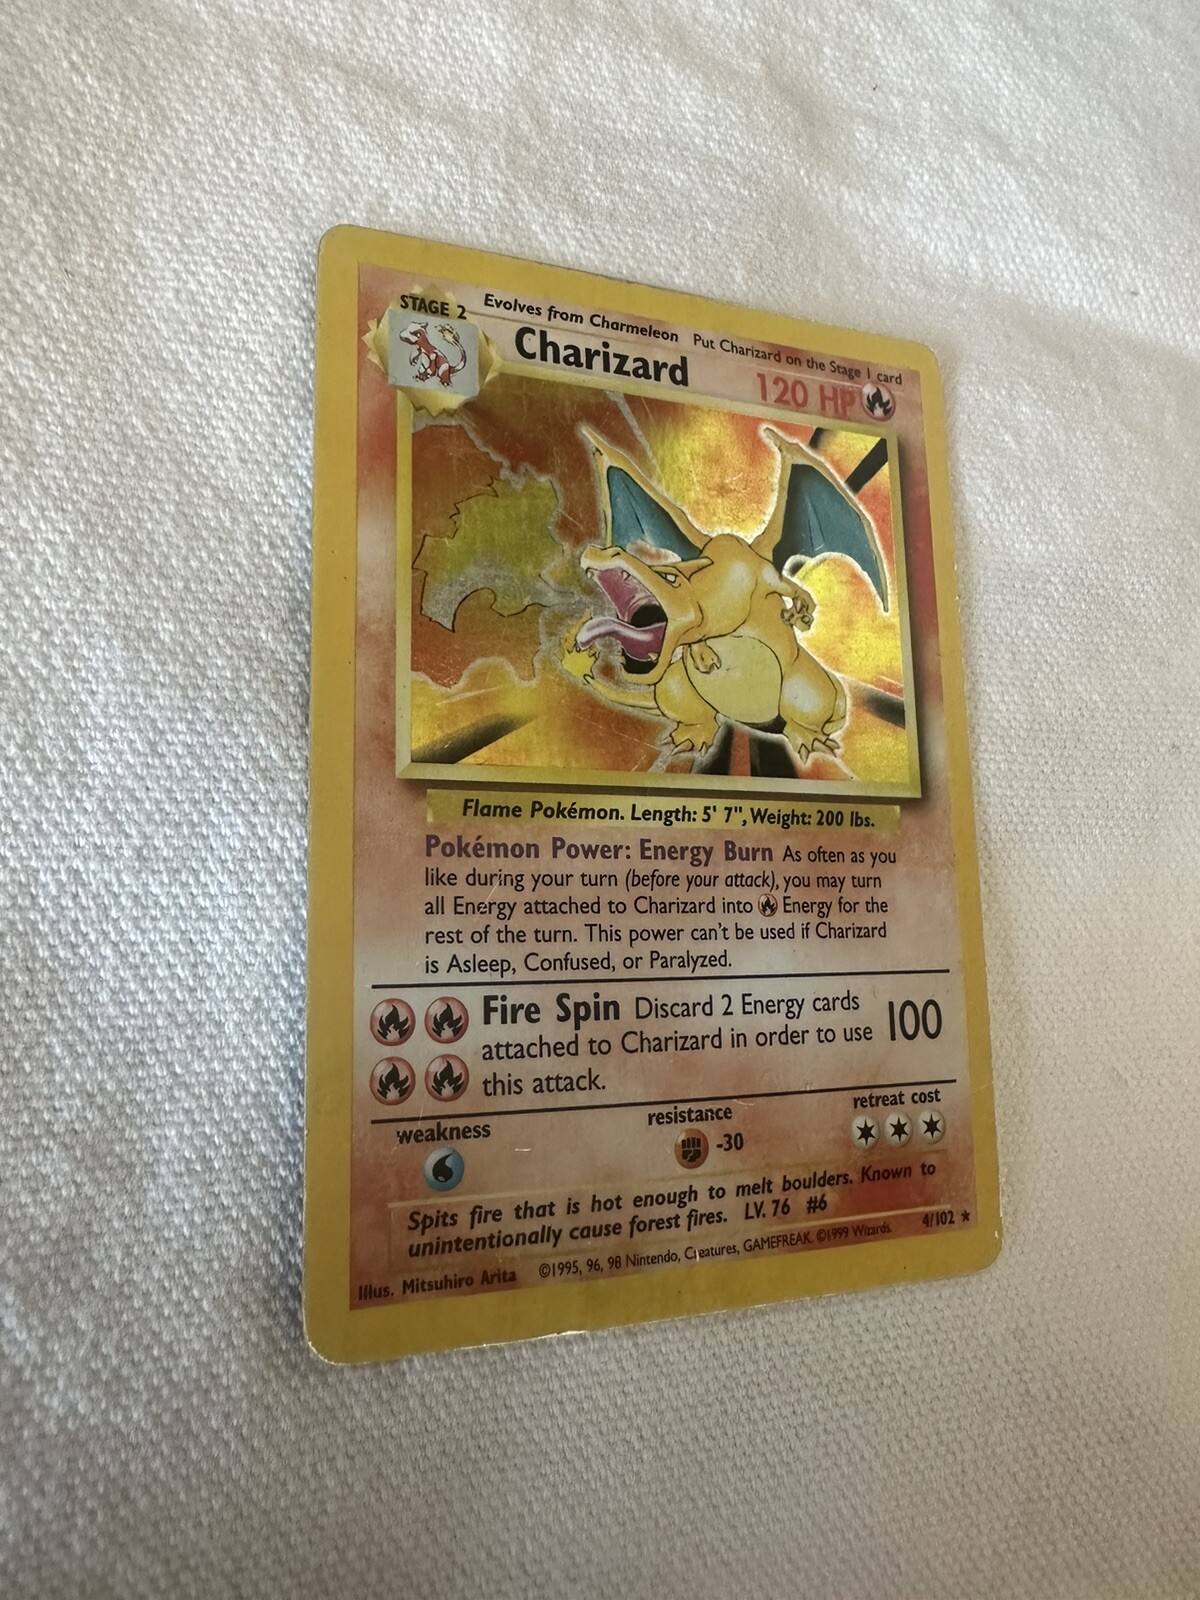 STAGE 2
Evolves from Charmeleon
Put Charizard on the Stage 1 card
Charizard
120 HP
Flame Pokémon. Length: 5' 7", Weight: 200 lbs.
Pokémon Power: Energy Burn As often as you
like during your turn (before your attack), you may turn
all Energy attached to Charizard into Energy for the
rest of the turn. This power can't be used if Charizard
is Asleep, Confused, or Paralyzed.
Fire Spin Discard 2 Energy cards
attached to Charizard in order to use
this attack.
100
weakness
resistance
retreat cost
-30
Spits fire that is hot enough to melt boulders. Known to
unintentionally cause forest fires. LV. 76 #6
Illus. Mitsuhiro Arita
©1995, 96, 98 Nintendo, Creatures, GAMEFREAK. ©1999 Wizards.
4/102 ★